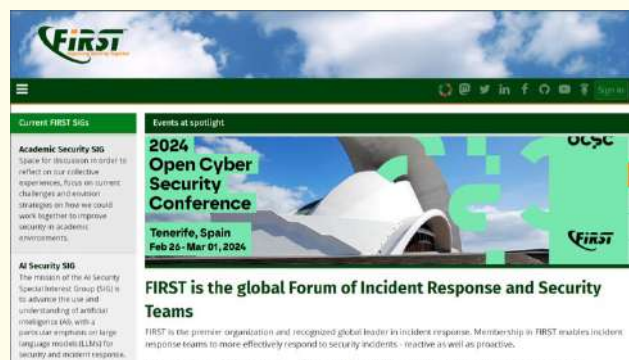 FIRST
Improving Security Together
Sign in
Current FIRST SIGs
Academic Security SIG
Space for discussion in order to
reflect on our collective
experiences, focus on current
challenges and envision
strategies on how we could
work together to improve
security in academic
environments.
AI Security SIG
The mission of the AI Security
Special Interest Group (SIG) is
to advance the use and
understanding of artificial
intelligence (AI), with a
particular emphasis on large
language models (LLMs) for
security and incident response.
Events at spotlight
2024
Open Cyber
Security
Conference
Tenerife, Spain
Feb 26 - Mar 01, 2024
OCSC
FIRST
FIRST is the global Forum of Incident Response and Security
Teams
FIRST is the premier organization and recognized global leader in incident response. Membership in FIRST enables incident
response teams to more effectively respond to security incidents - reactive as well as proactive.